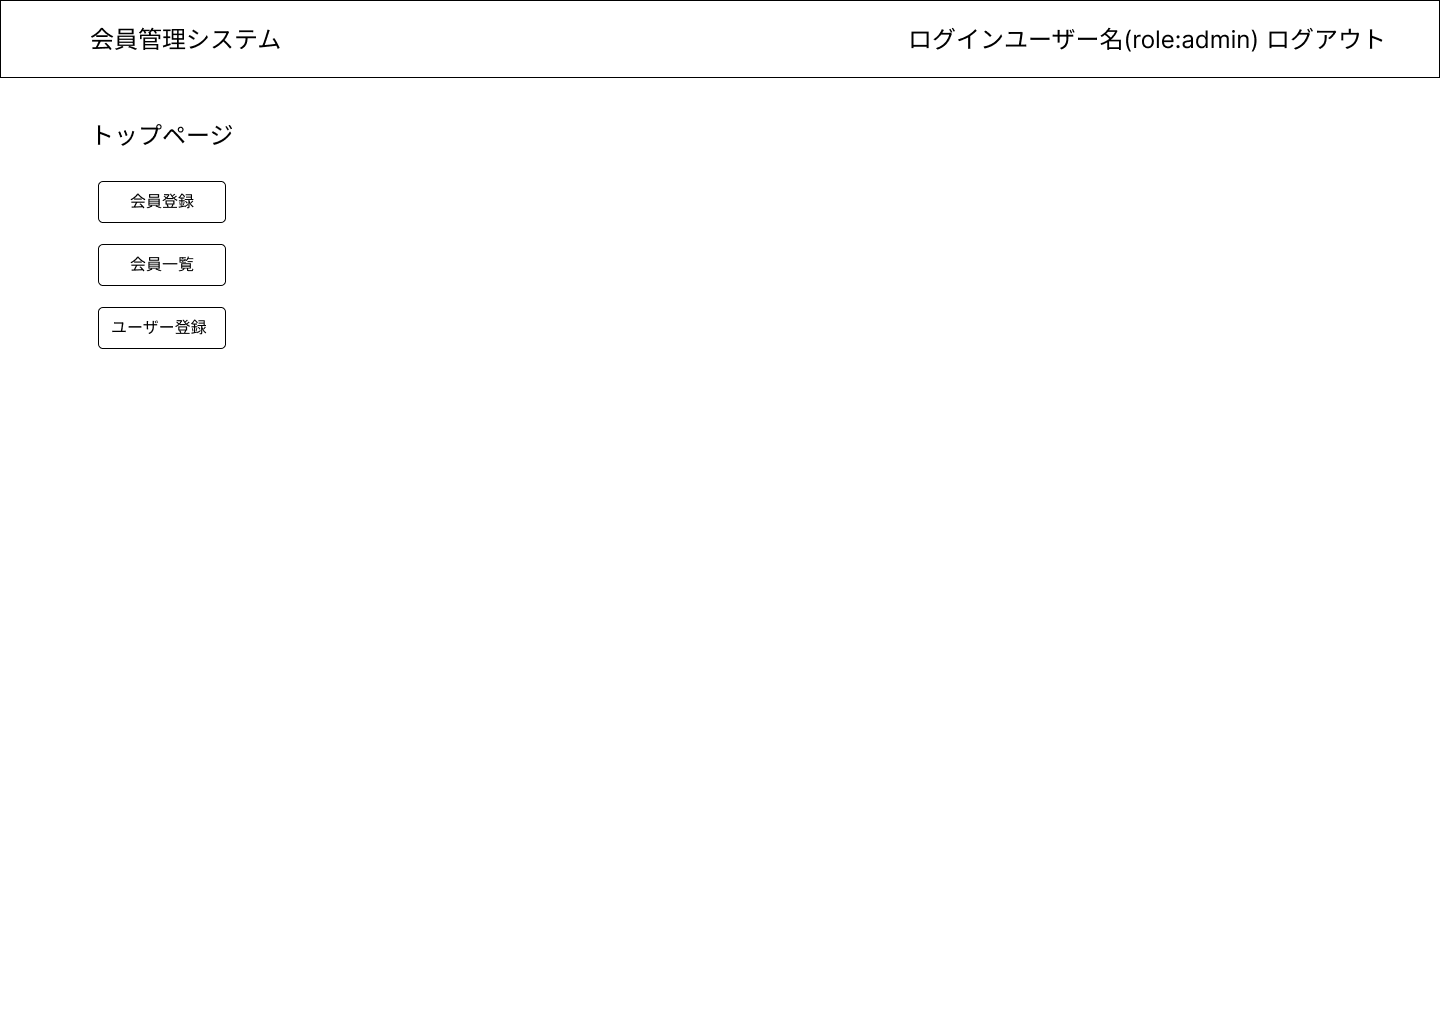 会員管理システム
ログインユーザー名(role:admin) ログアウト
トップページ
会員登録
会員一覧
ユーザー登録